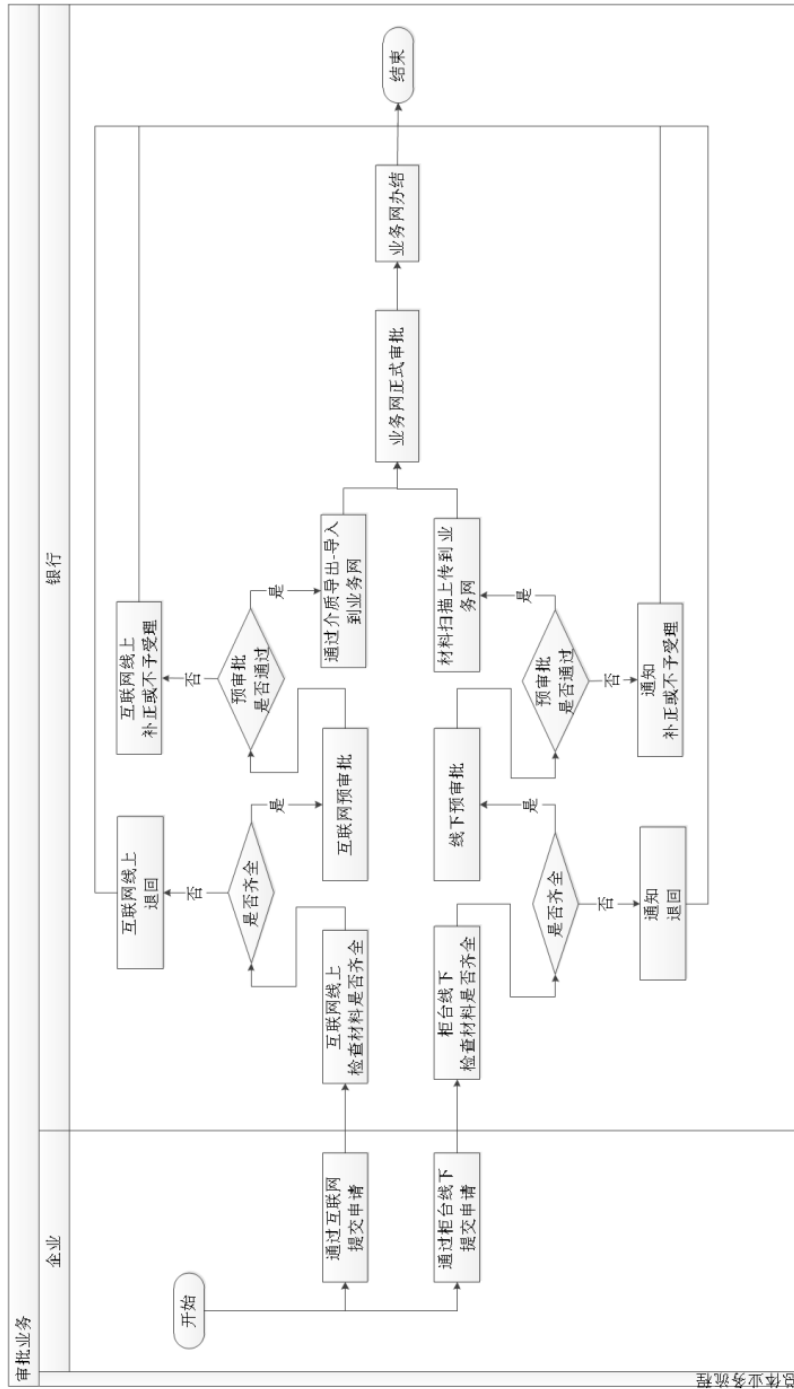 审批业务
企业
银行
总体业务流程
开始
通过互联网
提交申请
通过柜台线下
提交申请
互联网线上
检查材料是否齐全
柜台线下
检查材料是否齐全
是否齐全
否
是
互联网线上
退回
互联网预审批
是否齐全
是
否
线下预审批
通知
退回
预审批
是否通过
否
是
互联网线上
补正或不予受理
通过介质导出-导入
到业务网
预审批
是否通过
是
否
材料扫描上传到业
务网
通知
补正或不予受理
业务网正式审批
业务网办结
结束